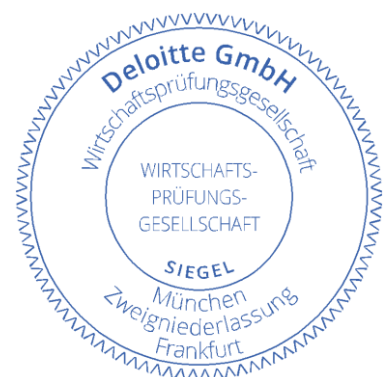 Deloitte GmbH
Wirtschaftsprüfungsgesellschaft
WIRTSCHAFTS-
PRÜFUNGS-
GESELLSCHAFT
SIEGEL
München
Zweigniederlassung
Frankfurt